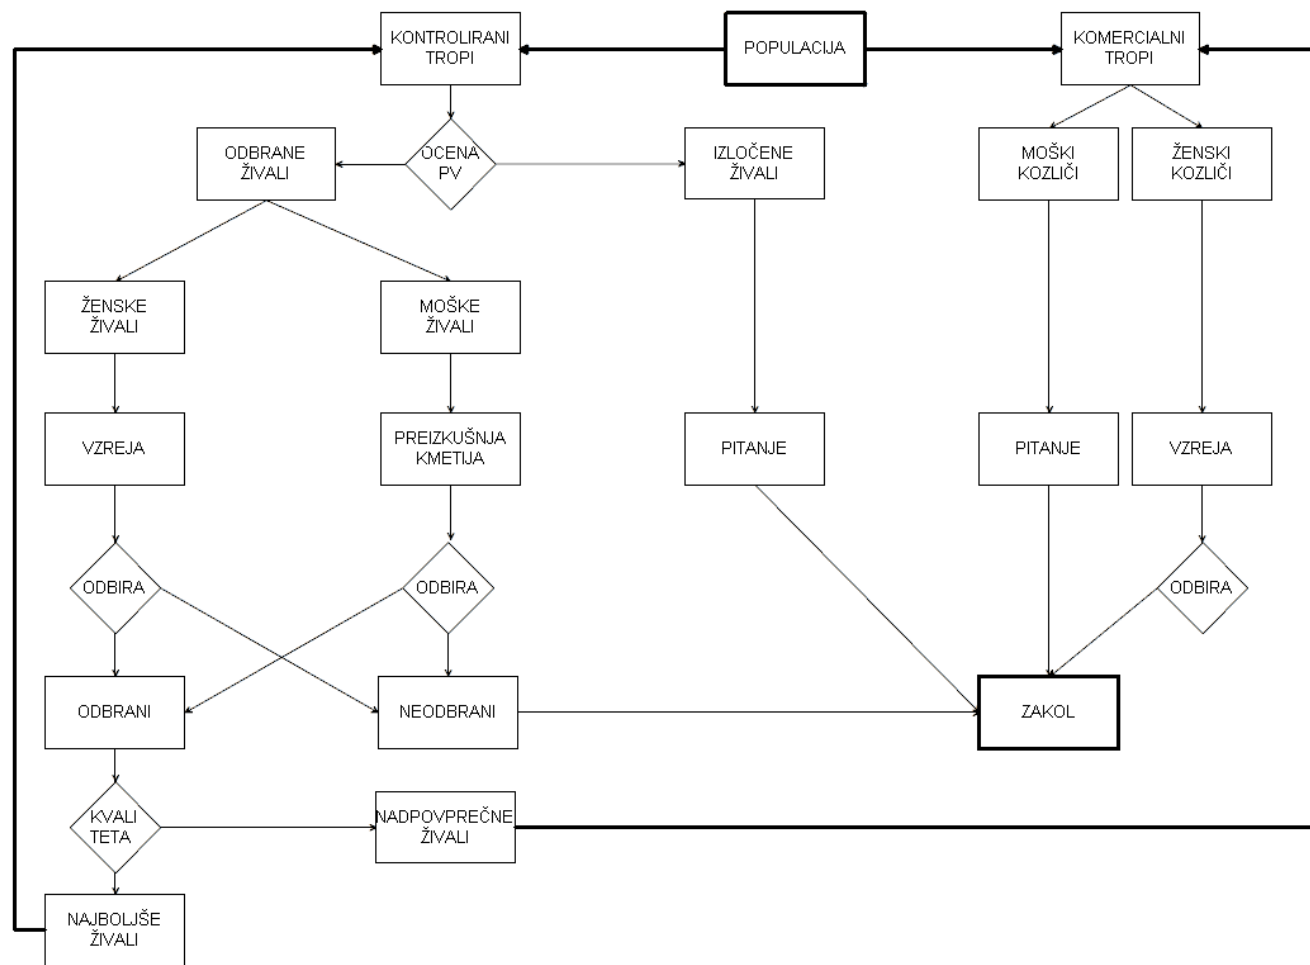 KONTROLIRANI
TROPI
POPULACIJA
KOMERCIALNI
TROPI
ODBRANE
ŽIVALI
OCENA
PV
IZLOČENE
ŽIVALI
MOŠKI
KOZLIČI
ŽENSKI
KOZLIČI
ŽENSKE
ŽIVALI
MOŠKE
ŽIVALI
VZREJA
PREIZKUŠNJA
KMETIJA
PITANJE
PITANJE
VZREJA
ODBIRA
ODBIRA
ODBIRA
ODBRANI
NEODBRANI
ZAKOL
KVALI
TETA
NADPOVPREČNE
ŽIVALI
NAJBOLJŠE
ŽIVALI